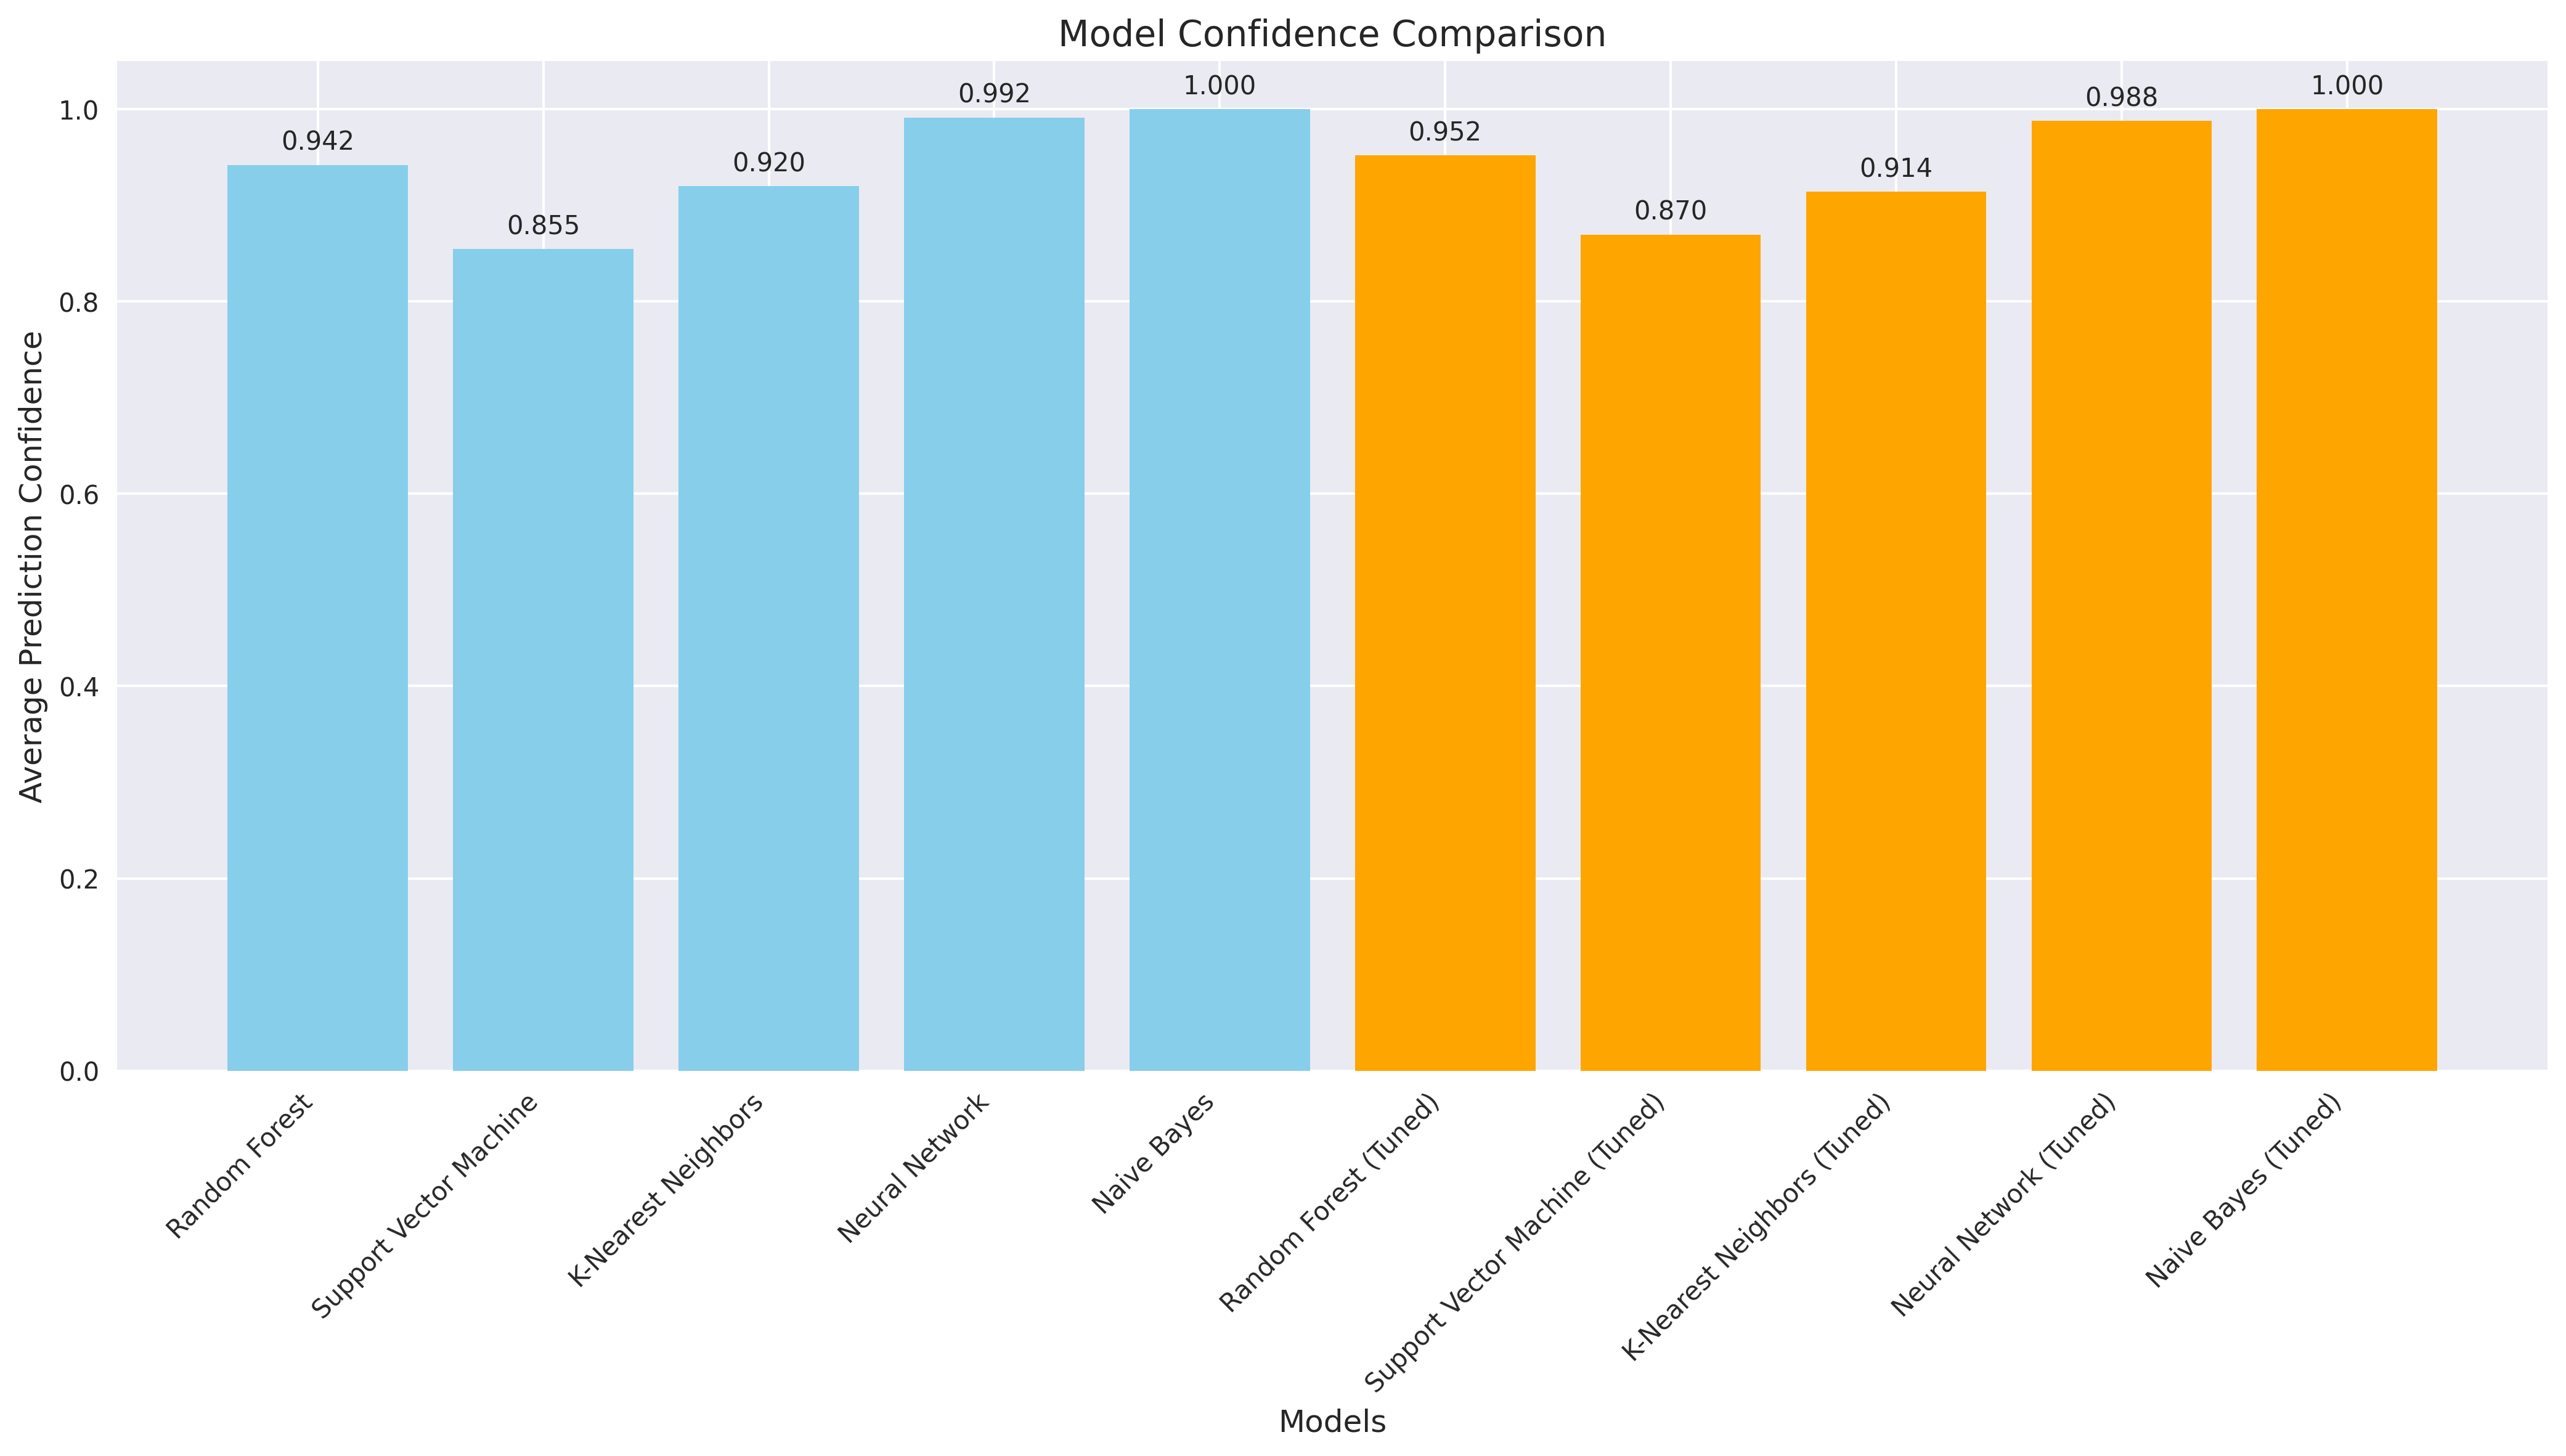 Model Confidence Comparison
Average Prediction Confidence
1.0
0.8
0.6
0.4
0.2
0.0
0.942
0.855
0.920
0.992
1.000
0.952
0.870
0.914
0.988
1.000
Random Forest
Support Vector Machine
K-Nearest Neighbors
Neural Network
Naive Bayes
Random Forest (Tuned)
Support Vector Machine (Tuned)
K-Nearest Neighbors (Tuned)
Neural Network (Tuned)
Naive Bayes (Tuned)
Models